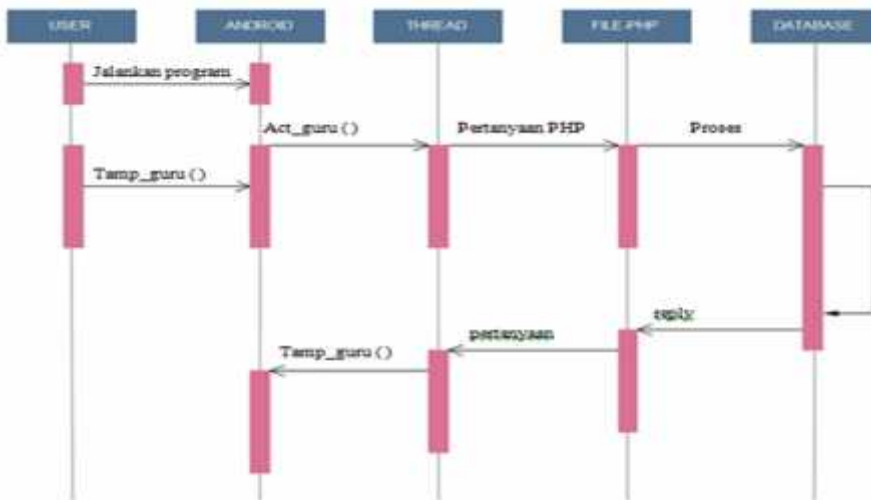 USER
ANDROID
THREAD
FILE.PHP
DATABASE
Jalankan program
Act_guru ( )
Pertanyaan PHP
Proses
Tamp_guru ( )
reply
pertanyaan
Tamp_guru ( )